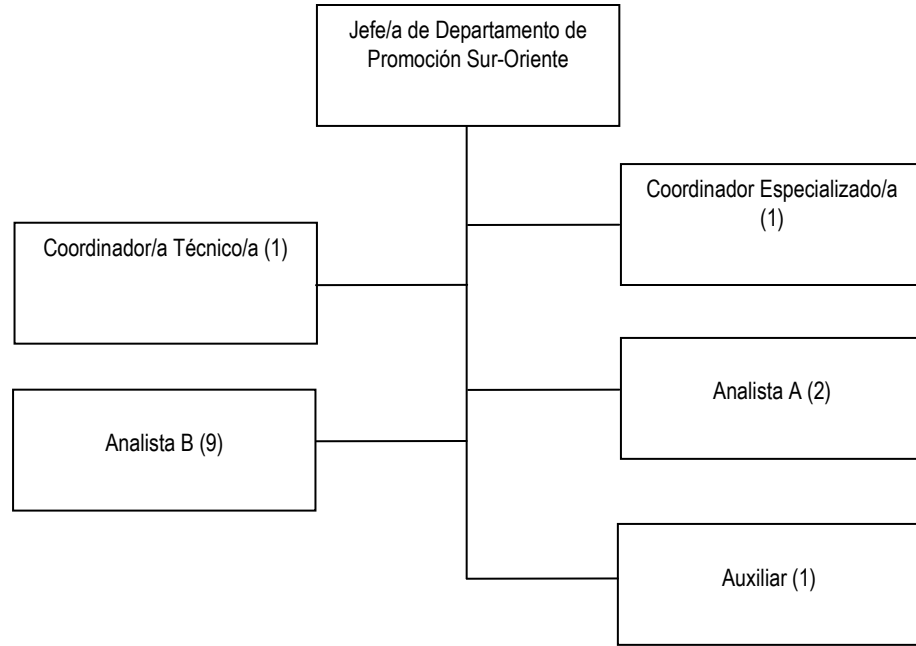 Jefe/a de Departamento de
Promoción Sur-Oriente
Coordinador Especializado/a
(1)
Coordinador/a Técnico/a (1)
Analista A (2)
Analista B (9)
Auxiliar (1)